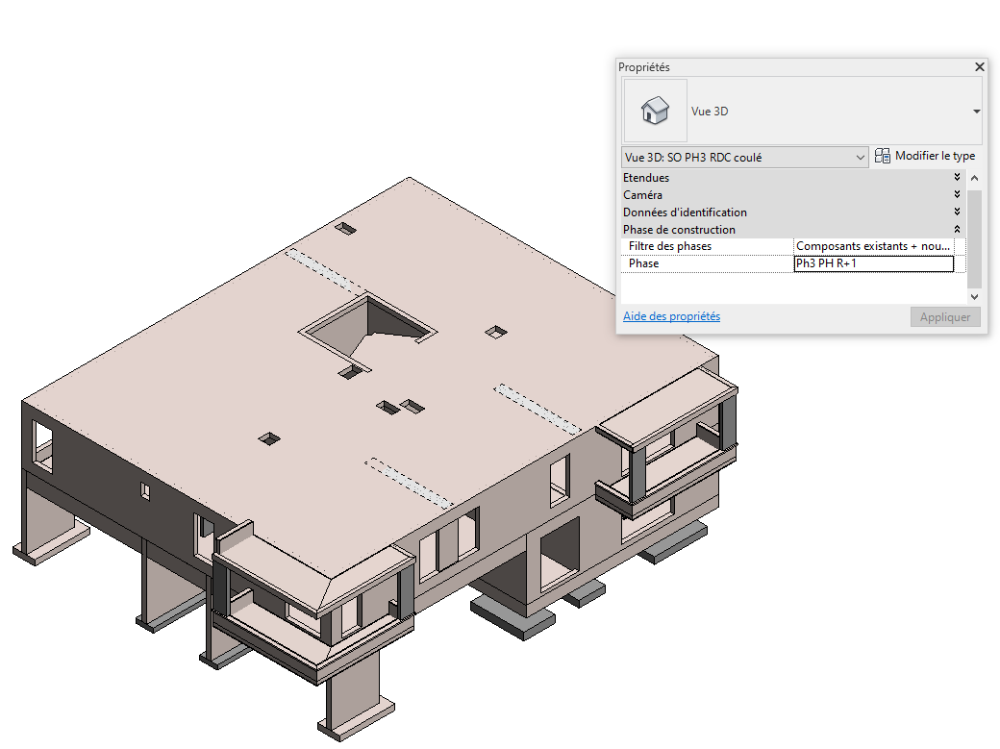 Propriétés
Vue 3D
Vue 3D: SO PH3 RDC coulé
Modifier le type
Etendues
Caméra
Données d'identification
Phase de construction
Filtre des phases
Composants existants + nou...
Phase
Ph3 PH R+1
Aide des propriétés
Appliquer